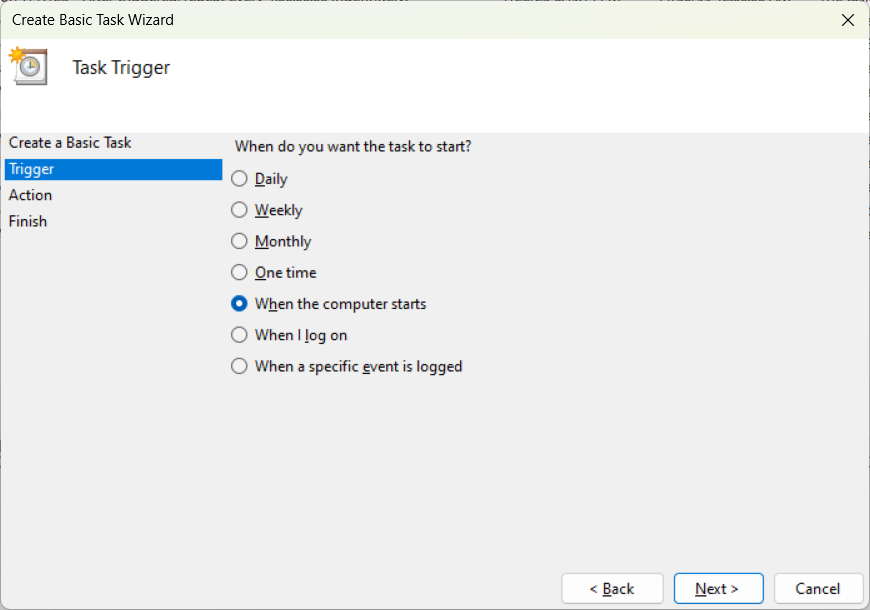 Create Basic Task Wizard
Task Trigger
Create a Basic Task
Trigger
Action
Finish
When do you want the task to start?
Daily
Weekly
Monthly
One time
When the computer starts
When I log on
When a specific event is logged
< Back
Next >
Cancel